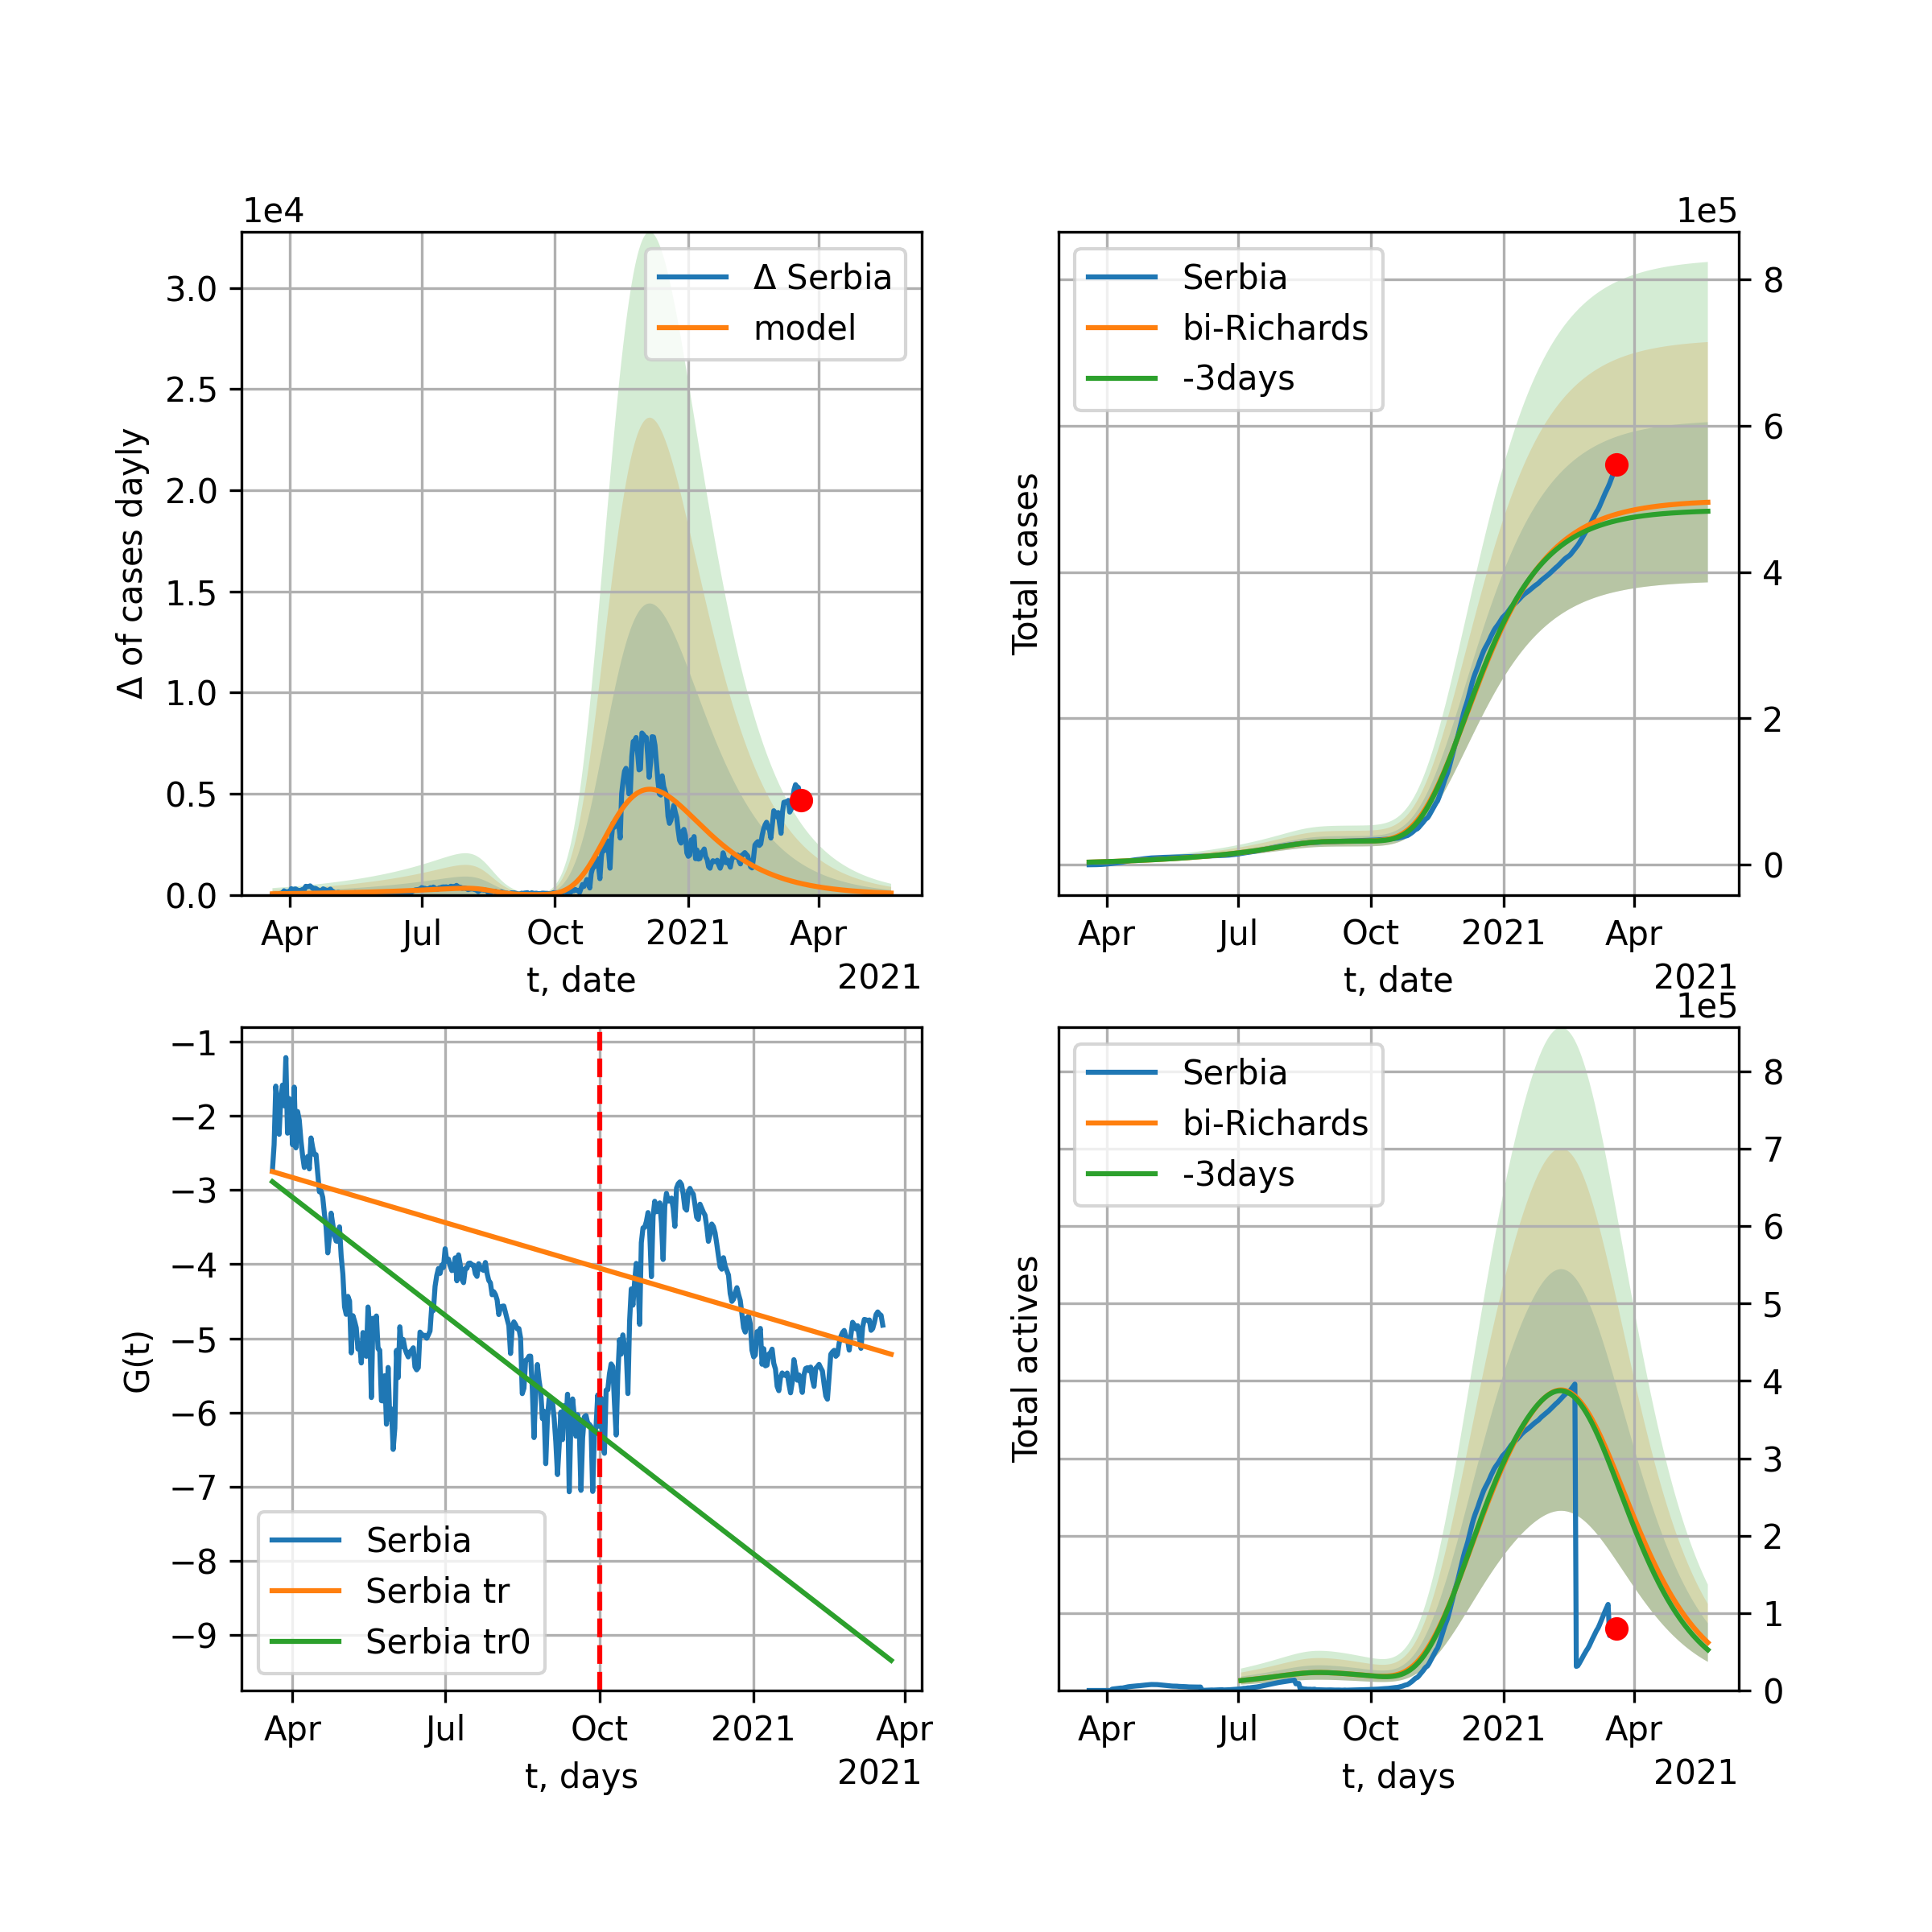 1e4
Δ of cases dayly
3.0
2.5
2.0
1.5
1.0
0.5
0.0
Δ Serbia
model
Apr
Jul
Oct
2021
Apr
t, date
2021
1e5
Total cases
8
6
4
2
0
Serbia
bi-Richards
-3days
Apr
Jul
Oct
2021
Apr
t, date
2021
G(t)
−1
−2
−3
−4
−5
−6
−7
−8
−9
Serbia
Serbia tr
Serbia tr0
Apr
Jul
Oct
2021
Apr
t, days
2021
1e5
Total actives
8
7
6
5
4
3
2
1
0
Serbia
bi-Richards
-3days
Apr
Jul
Oct
2021
Apr
t, days
2021